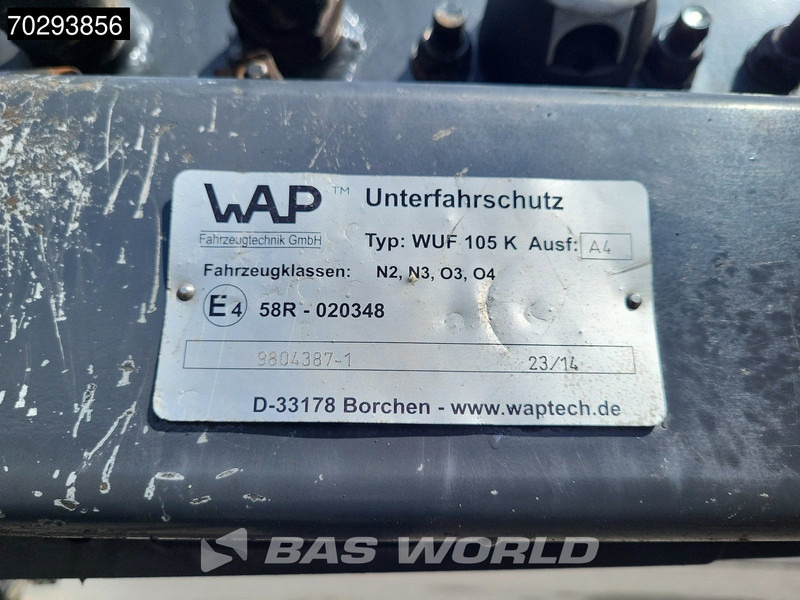 70293856
WAP™ Unterfahrschutz
Fahrzeugtechnik GmbH
Typ: WUF 105 K Ausf: A4
Fahrzeugklassen: N2, N3, O3, O4
E4 58R - 020348
9804387-1 23/14
D-33178 Borchen - www.waptech.de
BAS WORLD